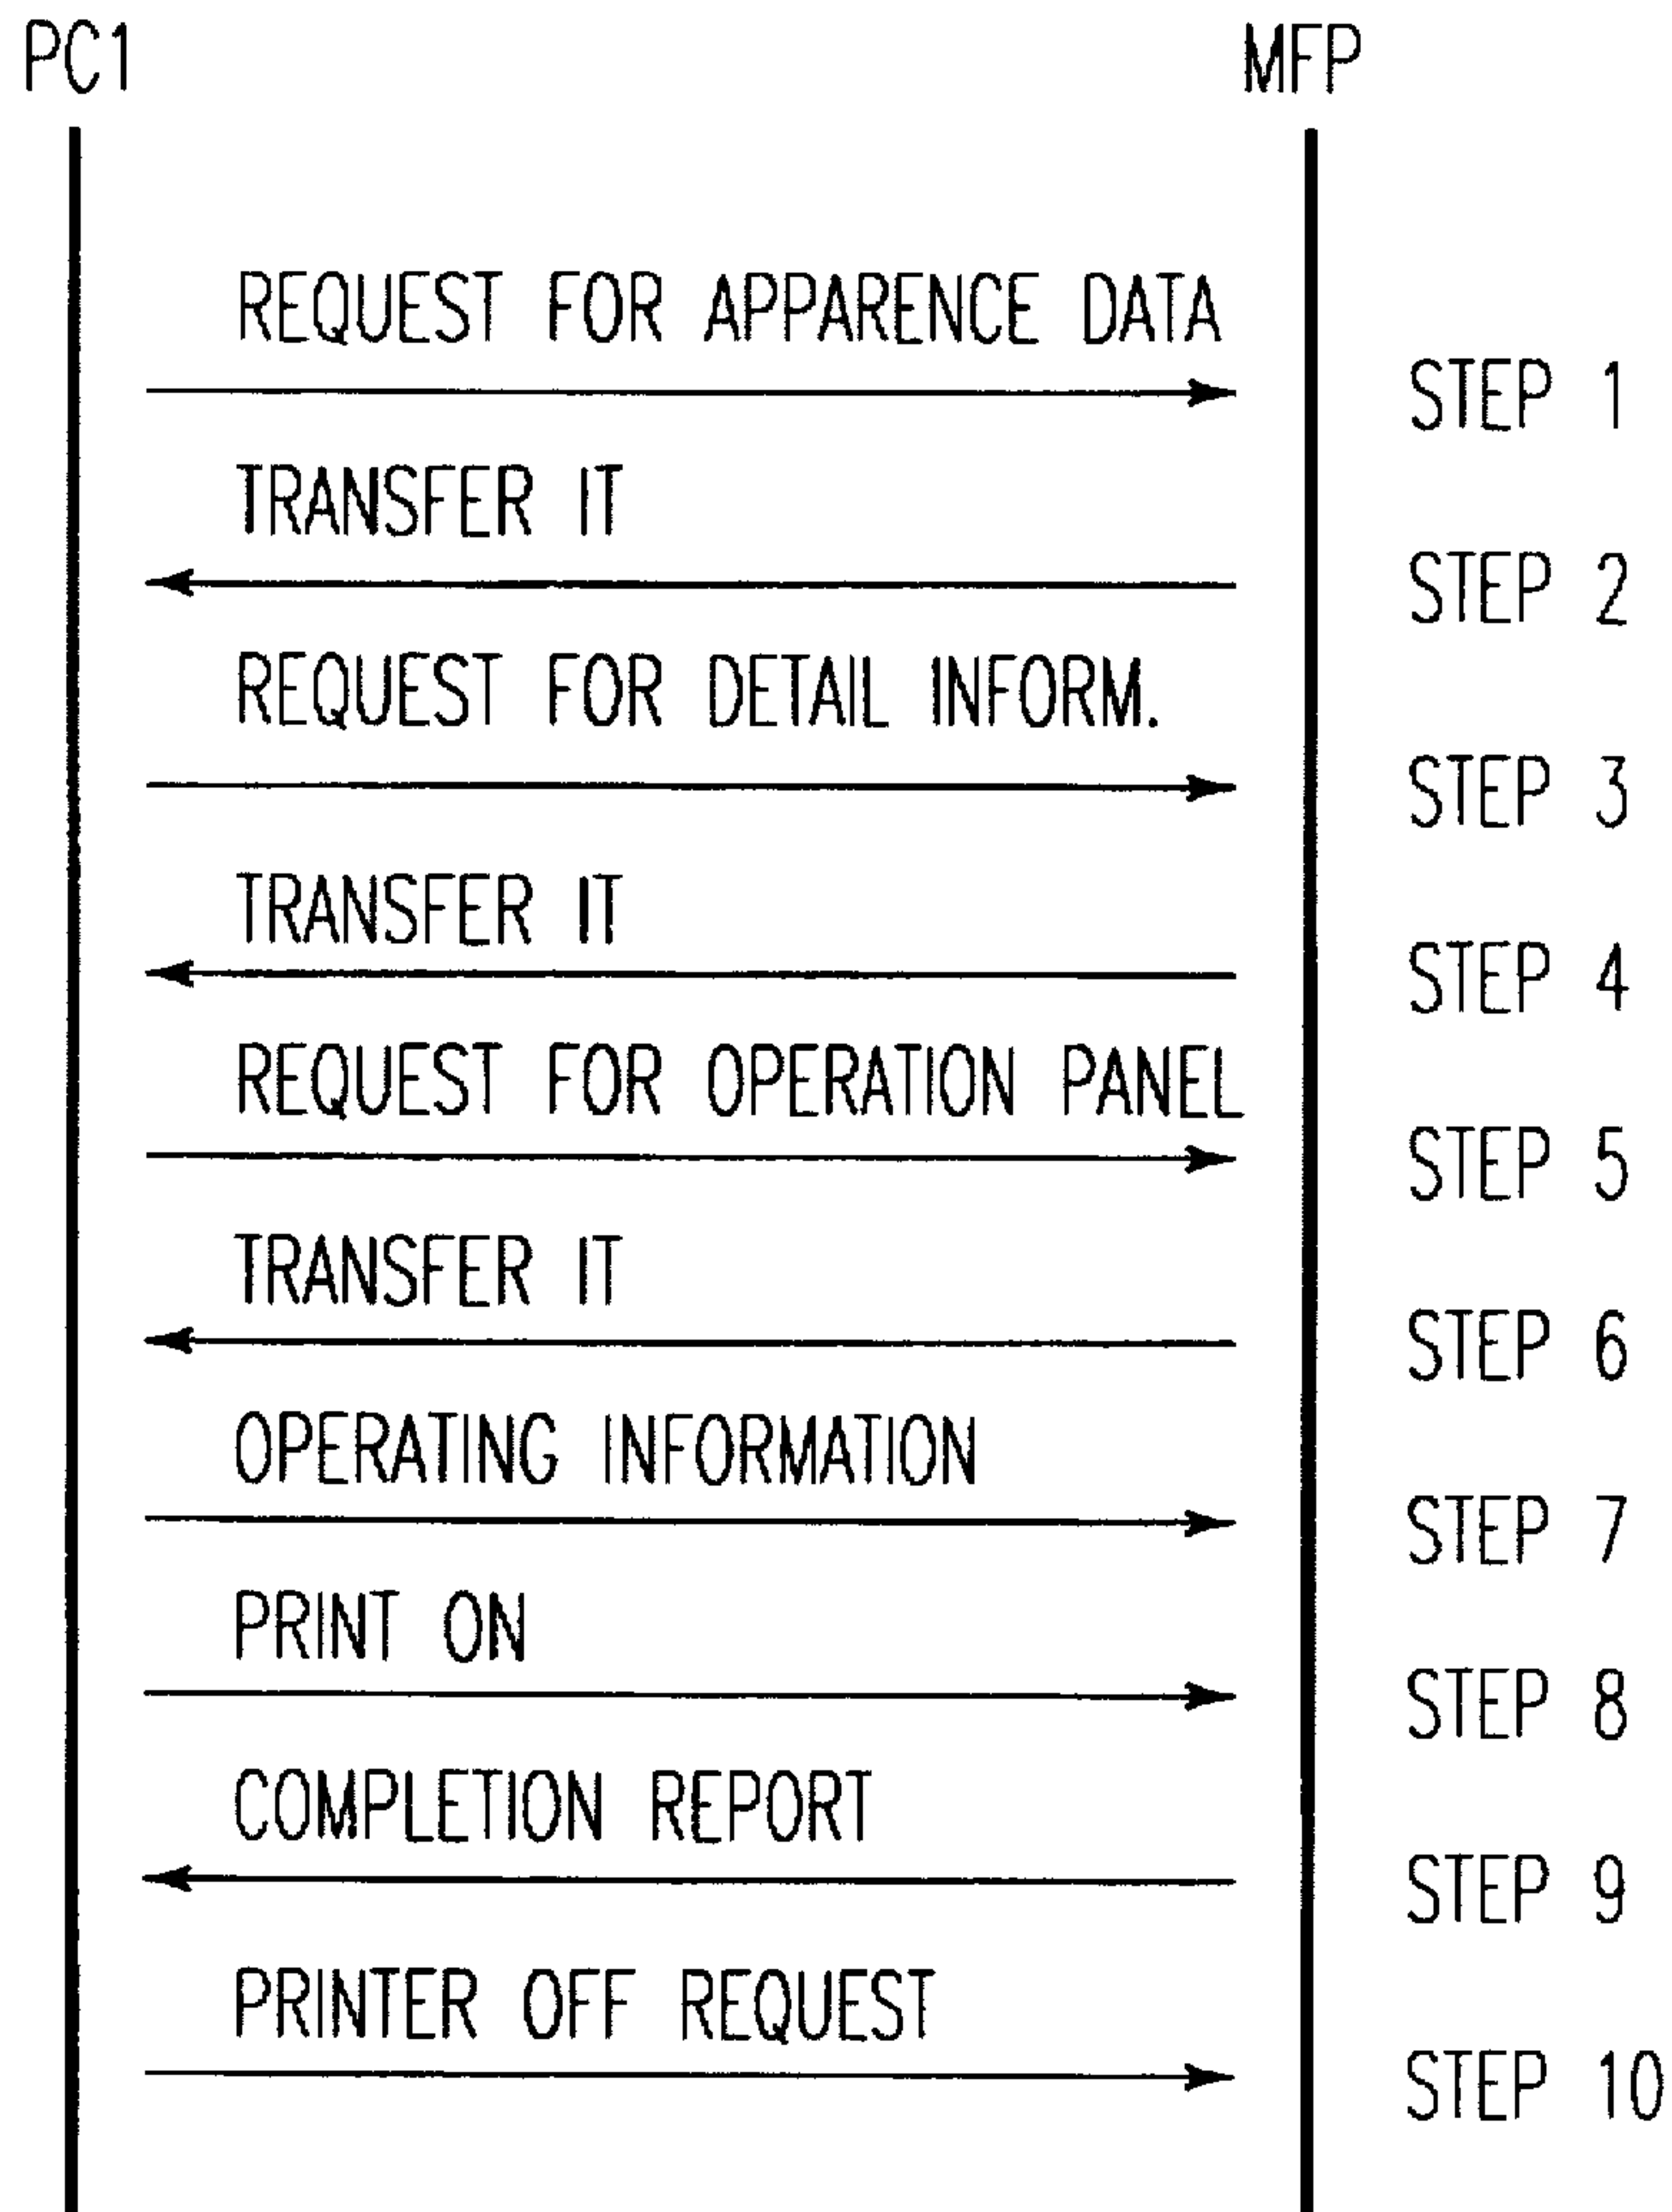 PC1 MFP
REQUEST FOR APPARENCE DATA
STEP 1
TRANSFER IT
STEP 2
REQUEST FOR DETAIL INFORM.
STEP 3
TRANSFER IT
STEP 4
REQUEST FOR OPERATION PANEL
STEP 5
TRANSFER IT
STEP 6
OPERATING INFORMATION
STEP 7
PRINT ON
STEP 8
COMPLETION REPORT
STEP 9
PRINTER OFF REQUEST
STEP 10